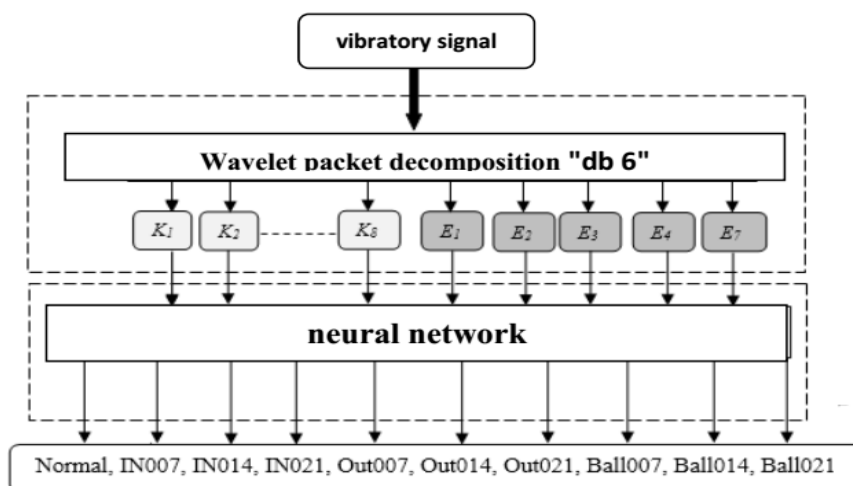 vibratory signal
Wavelet packet decomposition "db 6"
K1 K2 K8 E1 E2 E3 E4 E7
neural network
Normal, IN007, IN014, IN021, Out007, Out014, Out021, Ball007, Ball014, Ball021